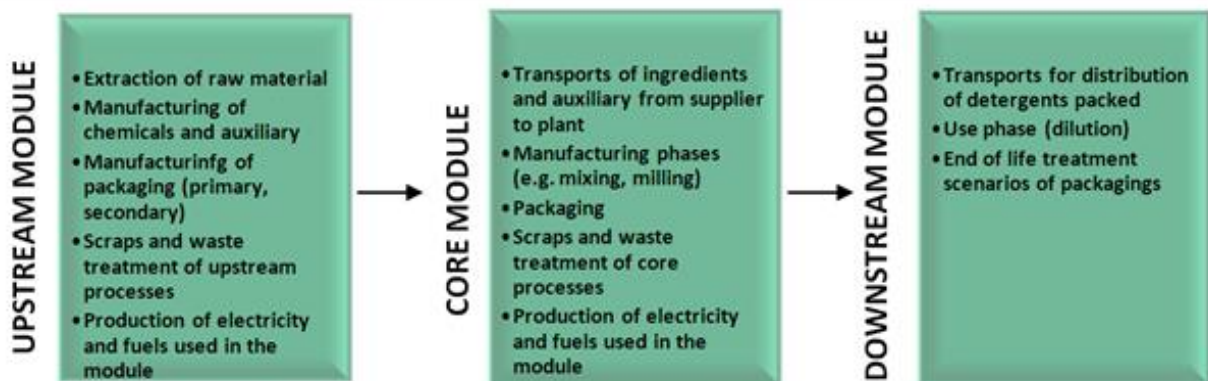 UPSTREAM MODULE
•Extraction of raw material
•Manufacturing of
chemicals and auxiliary
•Manufacturinfg of
packaging (primary,
secondary)
•Scraps and waste
treatment of upstream
processes
•Production of electricity
and fuels used in the
module
CORE MODULE
•Transports of ingredients
and auxiliary from supplier
to plant
•Manufacturing phases
(e.g. mixing, milling)
•Packaging
•Scraps and waste
treatment of core
processes
•Production of electricity
and fuels used in the
module
DOWNSTREAM MODULE
•Transports for distribution
of detergents packed
•Use phase (dilution)
•End of life treatment
scenarios of packagings